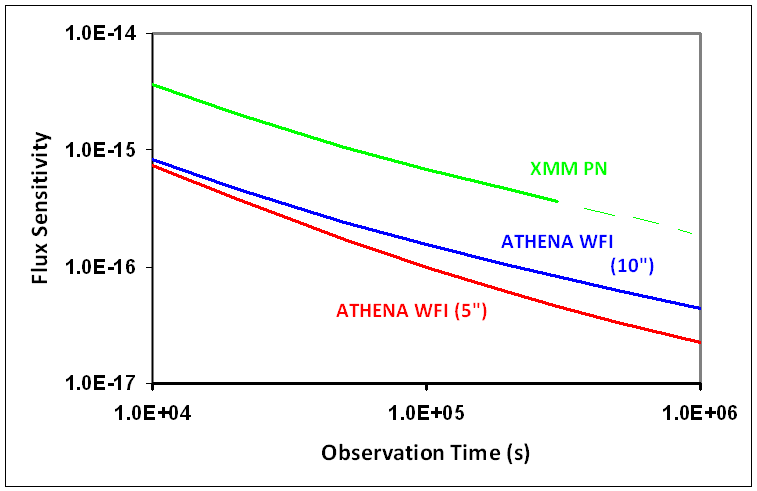 1.0E-14
1.0E-15
1.0E-16
1.0E-17
Flux Sensitivity
XMM PN
ATHENA WFI
(10")
ATHENA WFI (5")
1.0E+04
1.0E+05
1.0E+06
Observation Time (s)